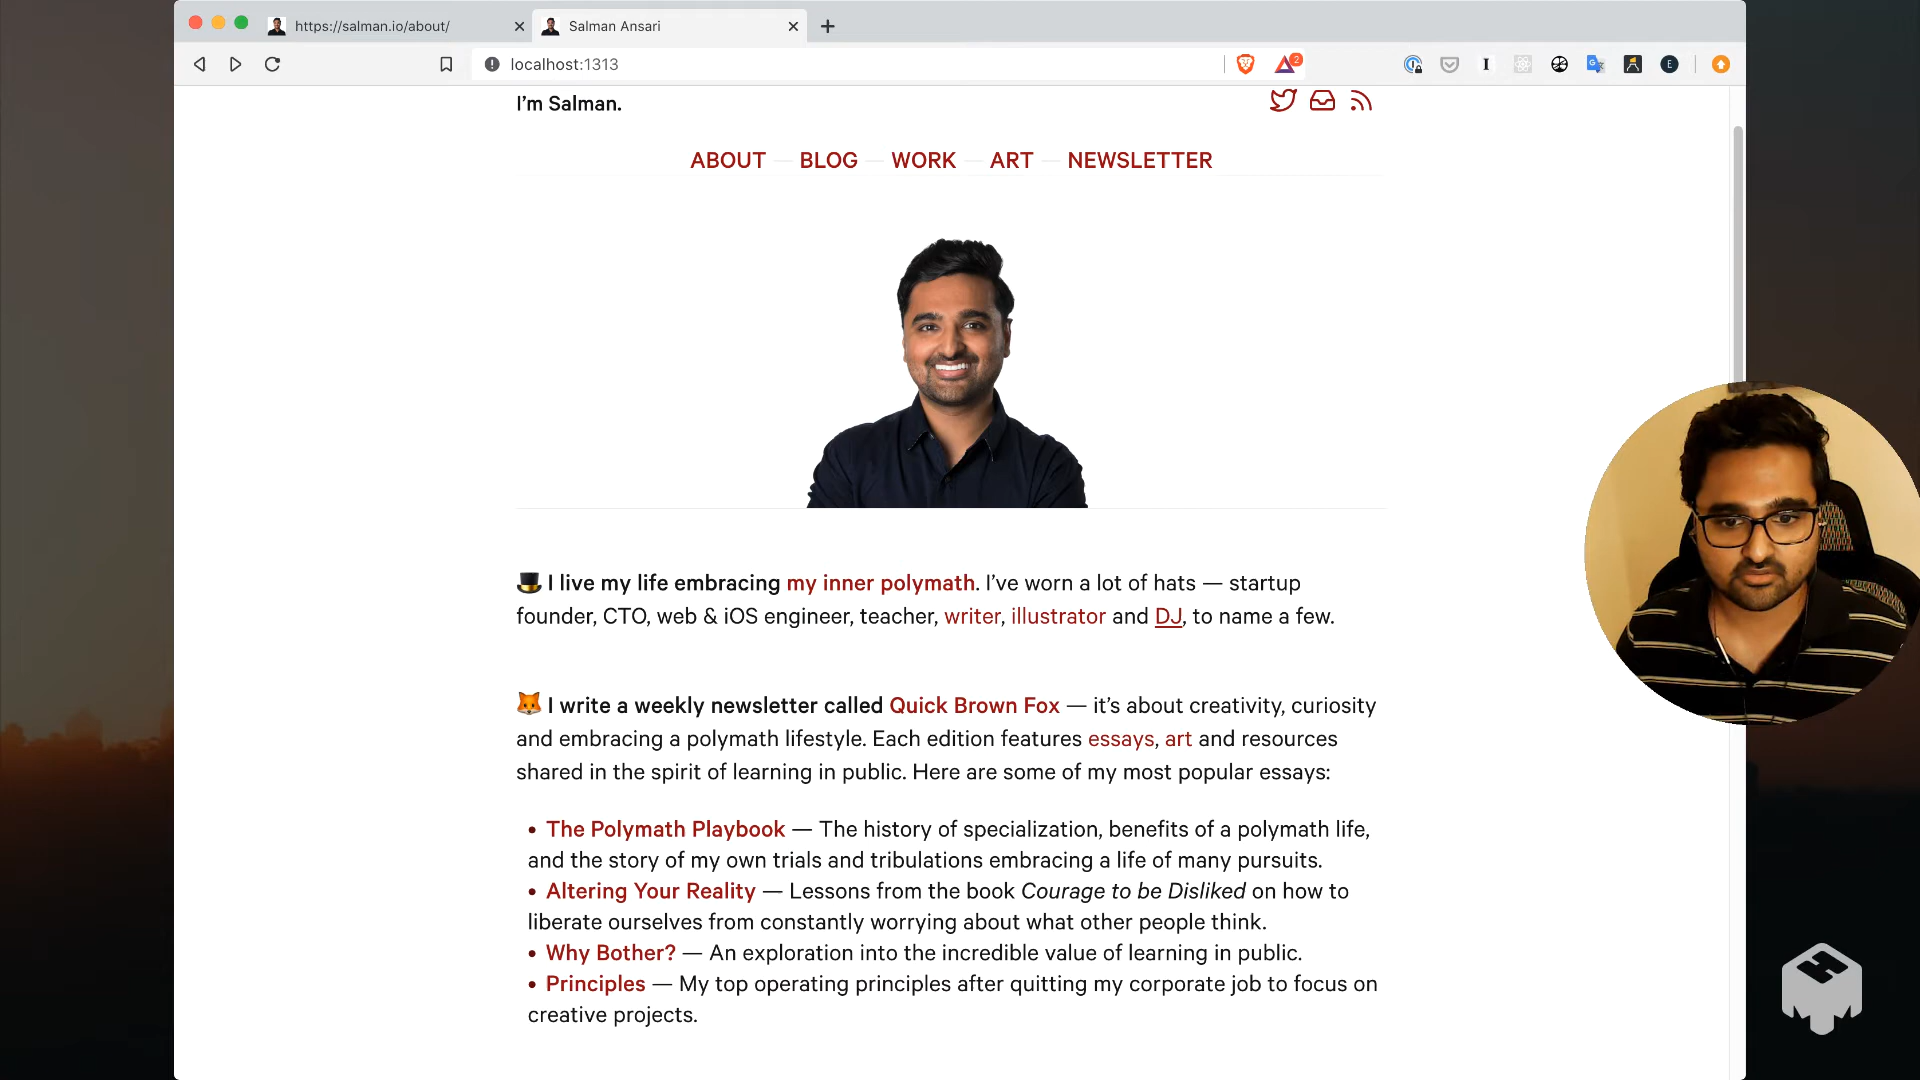 https://salman.io/about/
Salman Ansari
localhost:1313
2
I
E
I'm Salman.
ABOUT — BLOG — WORK — ART — NEWSLETTER
I live my life embracing my inner polymath. I've worn a lot of hats — startup
founder, CTO, web & iOS engineer, teacher, writer, illustrator and DJ, to name a few.
I write a weekly newsletter called Quick Brown Fox — it's about creativity, curiosity
and embracing a polymath lifestyle. Each edition features essays, art and resources
shared in the spirit of learning in public. Here are some of my most popular essays:
• The Polymath Playbook — The history of specialization, benefits of a polymath life,
and the story of my own trials and tribulations embracing a life of many pursuits.
• Altering Your Reality — Lessons from the book Courage to be Disliked on how to
liberate ourselves from constantly worrying about what other people think.
• Why Bother? — An exploration into the incredible value of learning in public.
• Principles — My top operating principles after quitting my corporate job to focus on
creative projects.